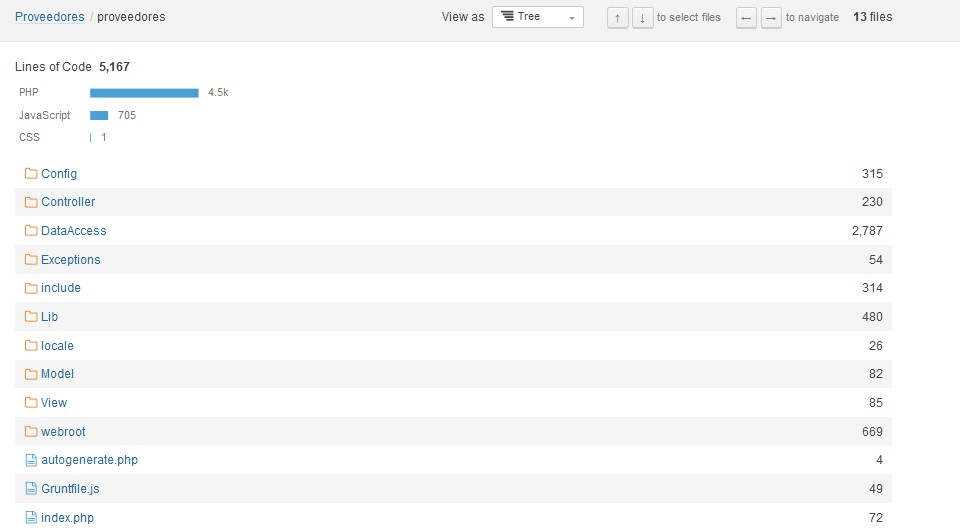 Proveedores / proveedores View as Tree ↑ ↓ to select files ← → to navigate 13 files
Lines of Code 5,167
PHP 4.5k
JavaScript 705
CSS 1
Config 315
Controller 230
DataAccess 2,787
Exceptions 54
include 314
Lib 480
locale 26
Model 82
View 85
webroot 669
autogenerate.php 4
Gruntfile.js 49
index.php 72